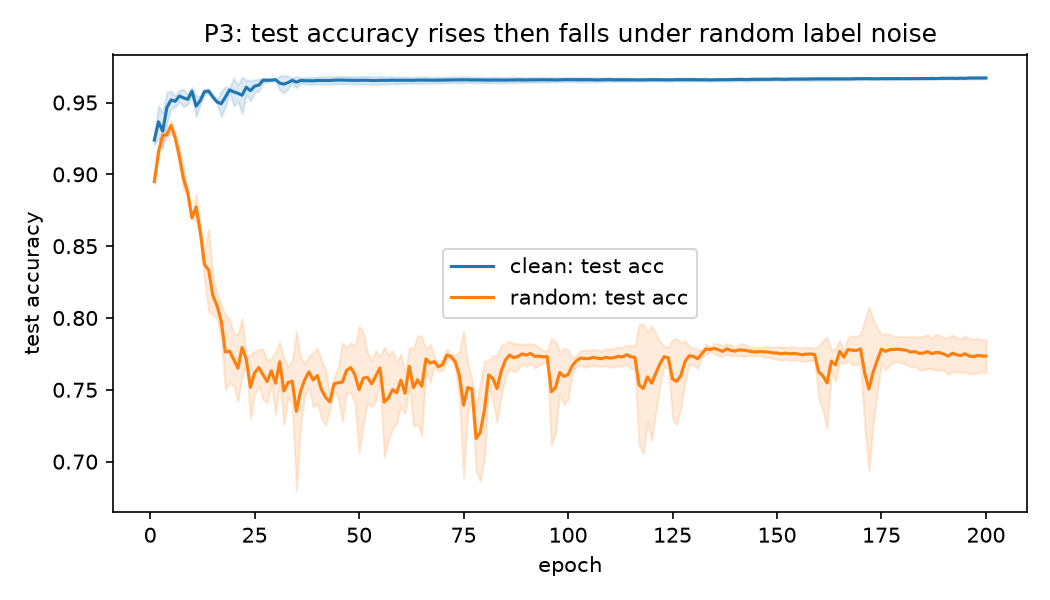 P3: test accuracy rises then falls under random label noise
test accuracy
0.95
0.90
0.85
0.80
0.75
0.70
clean: test acc
random: test acc
0 25 50 75 100 125 150 175 200
epoch